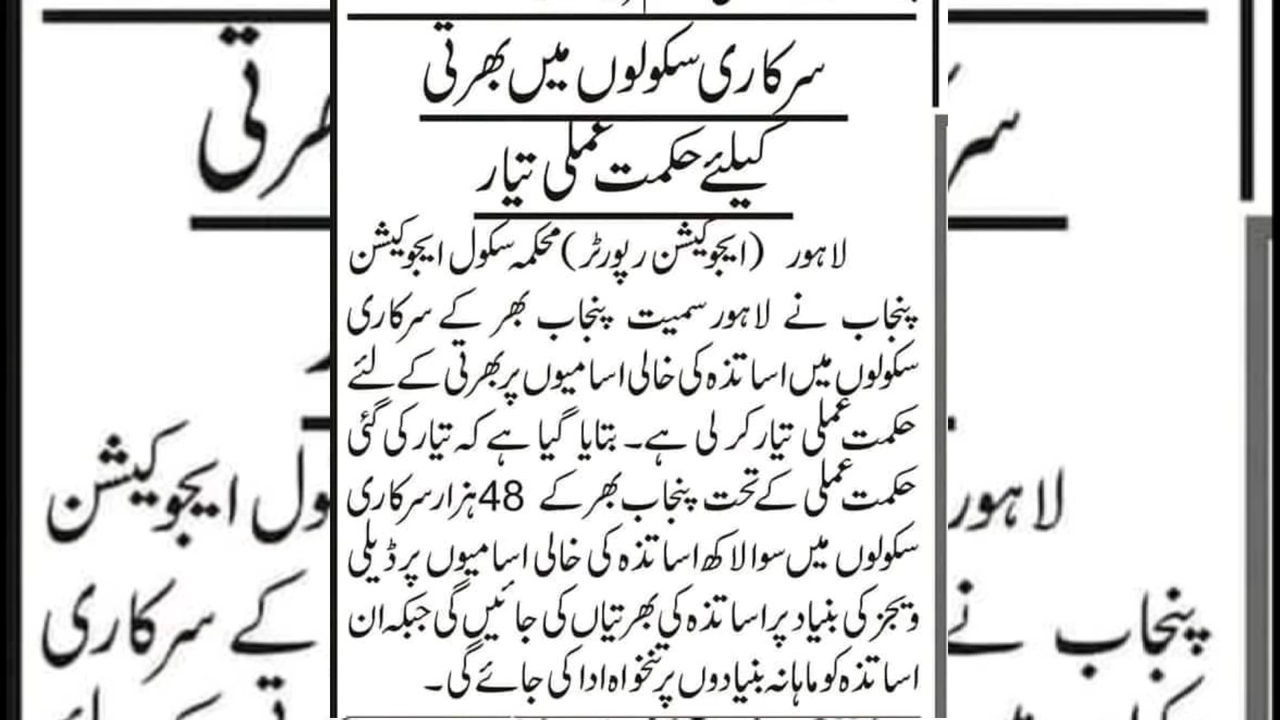 سرکاری سکولوں میں بھرتی
کیلئے حکمت عملی تیار
لاہور (ایجوکیشن رپورٹر) محکمہ سکول ایجوکیشن
پنجاب نے لاہور سمیت پنجاب بھر کے سرکاری
سکولوں میں اساتذہ کی خالی اسامیوں پر بھرتی کے لئے
حکمت عملی تیار کر لی ہے۔ بتایا گیا ہے کہ تیار کی گئی
حکمت عملی کے تحت پنجاب بھر کے 48 ہزار سرکاری
سکولوں میں سوا لاکھ اساتذہ کی خالی اسامیوں پر ڈیلی
ویجز کی بنیاد پر اساتذہ کی بھرتیاں کی جائیں گی جبکہ ان
اساتذہ کو ماہانہ بنیادوں پر تنخواہ ادا کی جائے گی۔